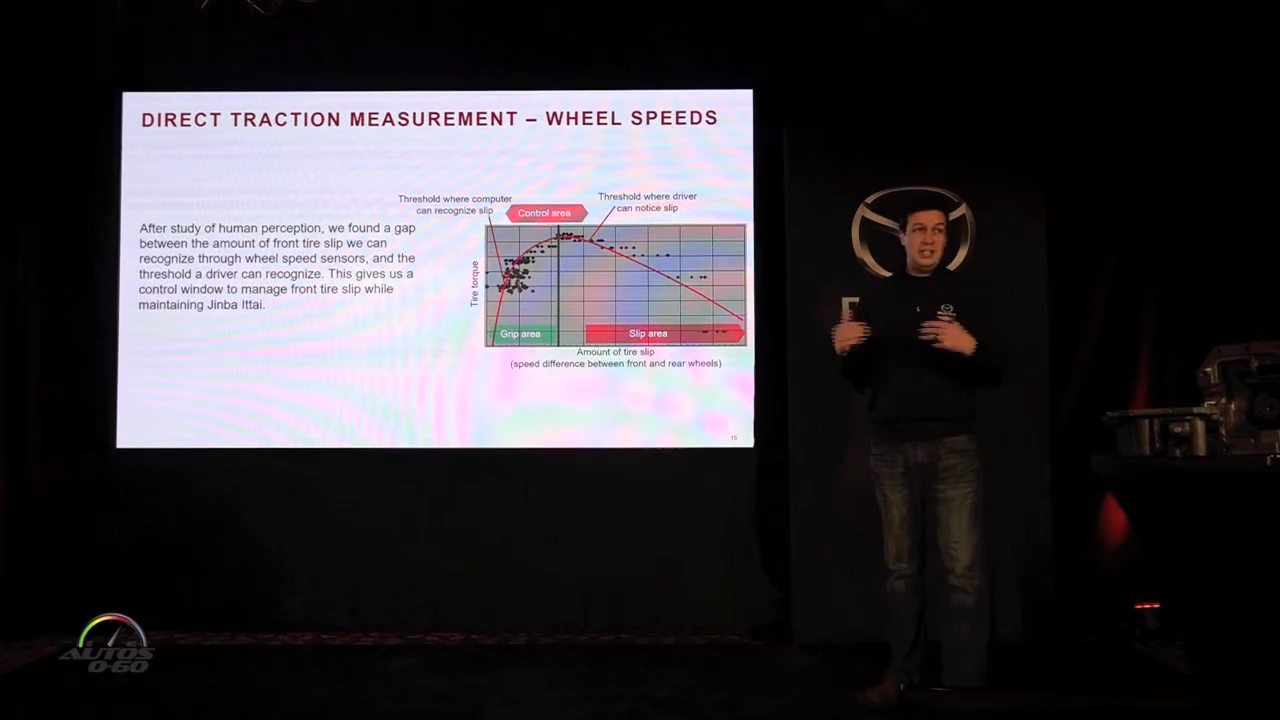 DIRECT TRACTION MEASUREMENT – WHEEL SPEEDS
After study of human perception, we found a gap
between the amount of front tire slip we can
recognize through wheel speed sensors, and the
threshold a driver can recognize. This gives us a
control window to manage front tire slip while
maintaining Jinba Ittai.
Threshold where computer
can recognize slip
Control area
Threshold where driver
can notice slip
Tire torque
Grip area
Slip area
Amount of tire slip
(speed difference between front and rear wheels)
15
AUTOS
0-60